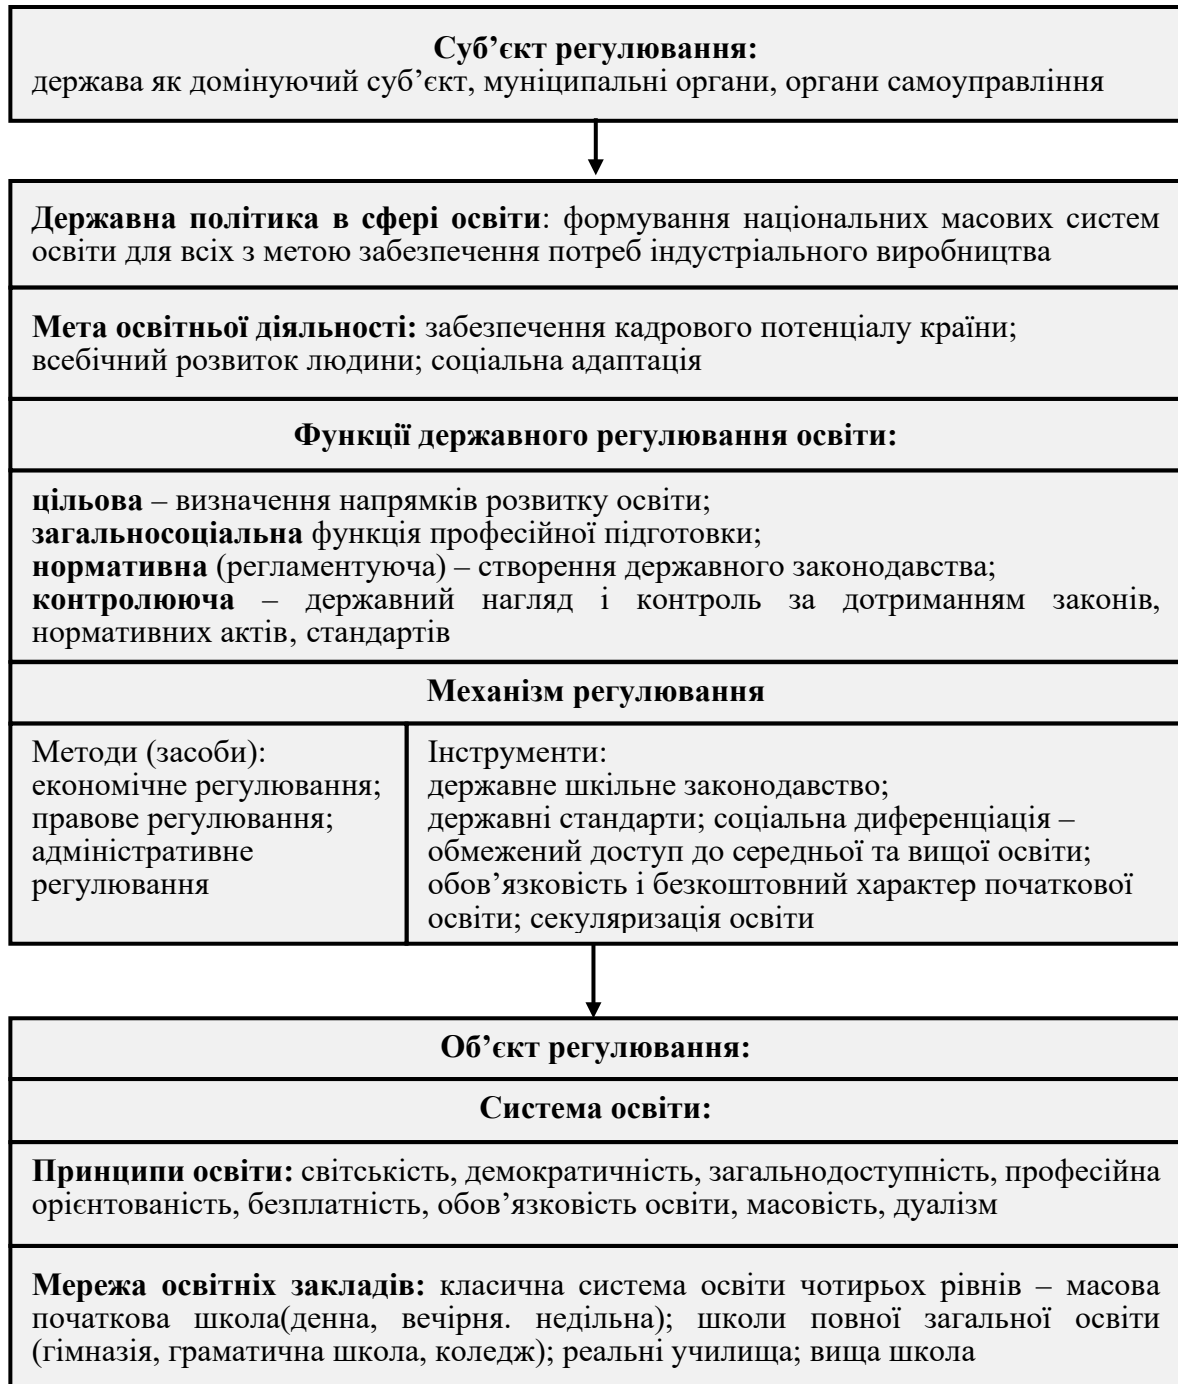 Суб’єкт регулювання:
держава як домінуючий суб’єкт, муніципальні органи, органи самоуправління
Державна політика в сфері освіти: формування національних масових систем
освіти для всіх з метою забезпечення потреб індустріального виробництва
Мета освітньої діяльності: забезпечення кадрового потенціалу країни;
всебічний розвиток людини; соціальна адаптація
Функції державного регулювання освіти:
цільова – визначення напрямків розвитку освіти;
загальносоціальна функція професійної підготовки;
нормативна (регламентуюча) – створення державного законодавства;
контролююча – державний нагляд і контроль за дотриманням законів,
нормативних актів, стандартів
Механізм регулювання
Методи (засоби):
економічне регулювання;
правове регулювання;
адміністративне
регулювання
Інструменти:
державне шкільне законодавство;
державні стандарти; соціальна диференціація –
обмежений доступ до середньої та вищої освіти;
обов’язковість і безкоштовний характер початкової
освіти; секуляризація освіти
Об’єкт регулювання:
Система освіти:
Принципи освіти: світськість, демократичність, загальнодоступність, професійна
орієнтованість, безплатність, обов’язковість освіти, масовість, дуалізм
Мережа освітніх закладів: класична система освіти чотирьох рівнів – масова
початкова школа(денна, вечірня. недільна); школи повної загальної освіти
(гімназія, граматична школа, коледж); реальні училища; вища школа